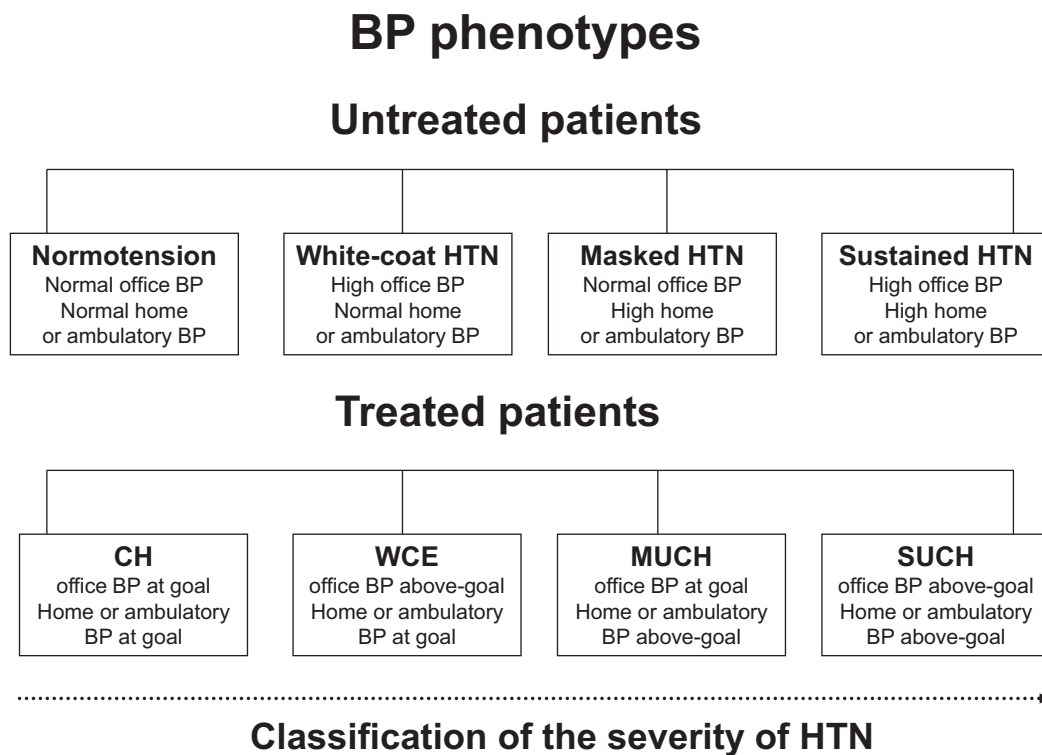 BP phenotypes
Untreated patients
Normotension
Normal office BP
Normal home
or ambulatory BP
White-coat HTN
High office BP
Normal home
or ambulatory BP
Masked HTN
Normal office BP
High home
or ambulatory BP
Sustained HTN
High office BP
High home
or ambulatory BP
Treated patients
CH
office BP at goal
Home or ambulatory
BP at goal
WCE
office BP above-goal
Home or ambulatory
BP at goal
MUCH
office BP at goal
Home or ambulatory
BP above-goal
SUCH
office BP above-goal
Home or ambulatory
BP above-goal
Classification of the severity of HTN